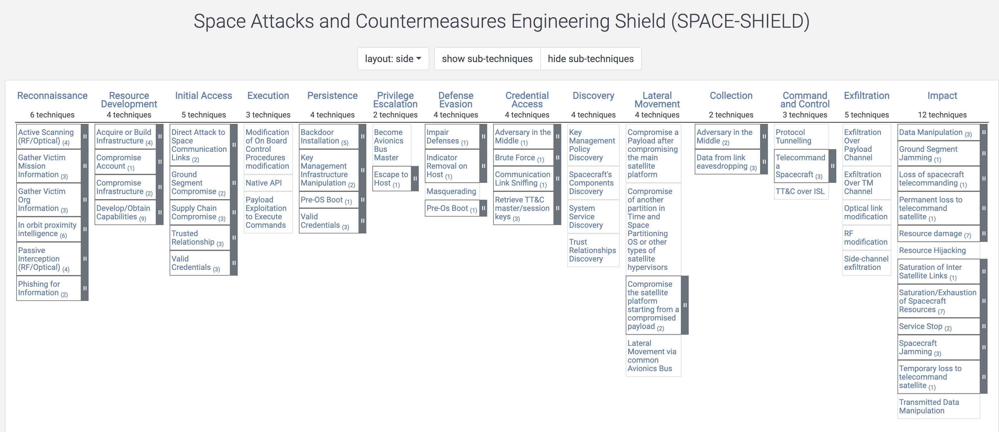 Space Attacks and Countermeasures Engineering Shield (SPACE-SHIELD)
layout: side
show sub-techniques
hide sub-techniques
Reconnaissance
6 techniques
Active Scanning
(RF/Optical) (4)
Gather Victim
Mission
Information (3)
Gather Victim
Org
Information (3)
In orbit proximity
intelligence (6)
Passive
Interception
(RF/Optical) (4)
Phishing for
Information (2)
Resource
Development
4 techniques
Acquire or Build
Infrastructure (4)
Compromise
Account (1)
Compromise
Infrastructure (2)
Develop/Obtain
Capabilities (9)
Initial Access
5 techniques
Direct Attack to
Space
Communication
Links (2)
Ground
Segment
Compromise (2)
Supply Chain
Compromise (3)
Trusted
Relationship (3)
Valid
Credentials (3)
Execution
3 techniques
Modification
of On Board
Control
Procedures
modification
Native API
Payload
Exploitation
to Execute
Commands
Persistence
4 techniques
Backdoor
Installation (5)
Key
Management
Infrastructure
Manipulation (2)
Pre-OS Boot (1)
Valid
Credentials (3)
Privilege
Escalation
2 techniques
Become
Avionics
Bus
Master
Escape to
Host (1)
Defense
Evasion
4 techniques
Impair
Defenses (1)
Indicator
Removal on
Host (1)
Masquerading
Pre-Os Boot (1)
Credential
Access
4 techniques
Adversary in the
Middle (1)
Brute Force (1)
Communication
Link Sniffing (1)
Retrieve TT&C
master/session
keys (3)
Discovery
4 techniques
Key
Management
Policy
Discovery
Spacecraft's
Components
Discovery
System
Service
Discovery
Trust
Relationships
Discovery
Lateral
Movement
4 techniques
Compromise a
Payload after
compromising
the main
satellite
platform
Compromise
of another
partition in
Time and
Space
Partitioning
OS or other
types of
satellite
hypervisors
Compromise
the satellite
platform
starting from a
compromised
payload (2)
Lateral
Movement via
common
Avionics Bus
Collection
2 techniques
Adversary in the
Middle (2)
Data from link
eavesdropping (3)
Command
and Control
3 techniques
Protocol
Tunnelling
Telecommand
a
Spacecraft (3)
TT&C over ISL
Exfiltration
5 techniques
Exfiltration
Over
Payload
Channel
Exfiltration
Over TM
Channel
Optical link
modification
RF
modification
Side-channel
exfiltration
Impact
12 techniques
Data Manipulation (3)
Ground Segment
Jamming (1)
Loss of spacecraft
telecommanding (1)
Permanent loss to
telecommand
satellite (1)
Resource damage (7)
Resource Hijacking
Saturation of Inter
Satellite Links (1)
Saturation/Exhaustion
of Spacecraft
Resources (7)
Service Stop (2)
Spacecraft
Jamming (3)
Temporary loss to
telecommand
satellite (1)
Transmitted Data
Manipulation